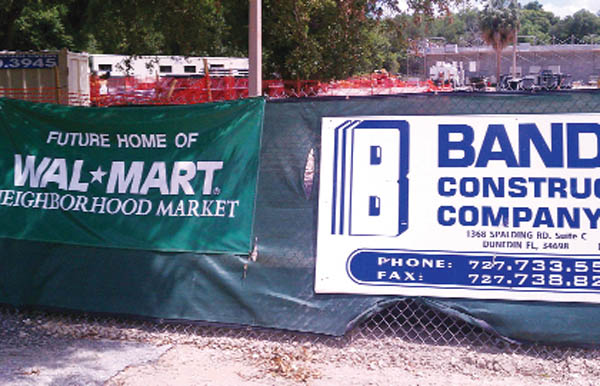 .3945
FUTURE HOME OF
WAL★MART®
NEIGHBORHOOD MARKET
B
BAND
CONSTRUC
COMPANY
1368 SPALDING RD. Suite C
DUNEDIN FL, 34698
PHONE: 727.733.55
FAX: 727.738.82